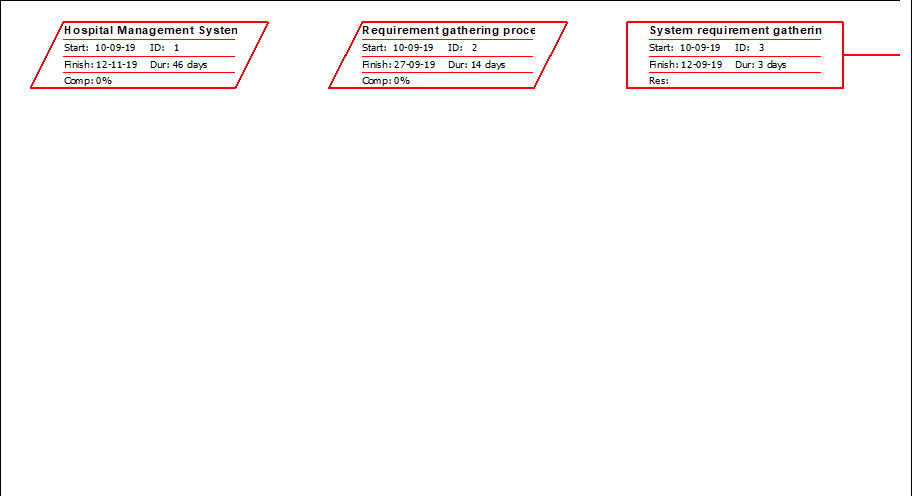 Hospital Management System
Start: 10-09-19 ID: 1
Finish: 12-11-19 Dur: 46 days
Comp: 0%
Requirement gathering proce
Start: 10-09-19 ID: 2
Finish: 27-09-19 Dur: 14 days
Comp: 0%
System requirement gatherin
Start: 10-09-19 ID: 3
Finish: 12-09-19 Dur: 3 days
Res: